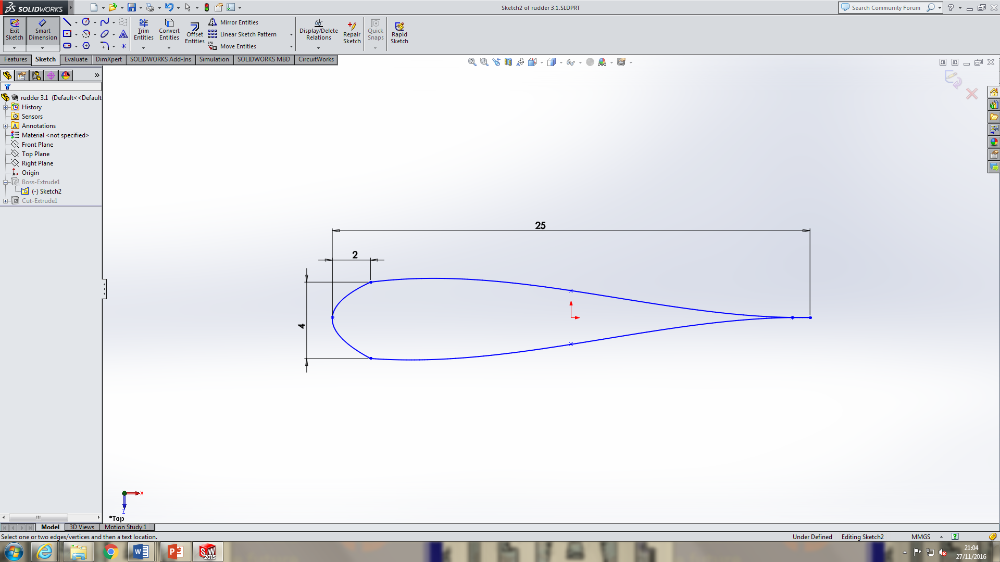 SOLIDWORKS
Sketch2 of rudder 3.1.SLDPRT
Search Community Forum
Exit Sketch
Smart Dimension
Trim Entities
Convert Entities
Offset Entities
Mirror Entities
Linear Sketch Pattern
Move Entities
Display/Delete Relations
Repair Sketch
Quick Snaps
Rapid Sketch
Features
Sketch
Evaluate
DimXpert
SOLIDWORKS Add-Ins
Simulation
SOLIDWORKS MBD
CircuitWorks
rudder 3.1 (Default<<Default
History
Sensors
Annotations
Material <not specified>
Front Plane
Top Plane
Right Plane
Origin
Boss-Extrude1
(-) Sketch2
Cut-Extrude1
25
2
4
X
Z
*Top
Model
3D Views
Motion Study 1
Select one or two edges/vertices and then a text location.
Under Defined
Editing Sketch2
MMGS
SW 2015
21:04
27/11/2016